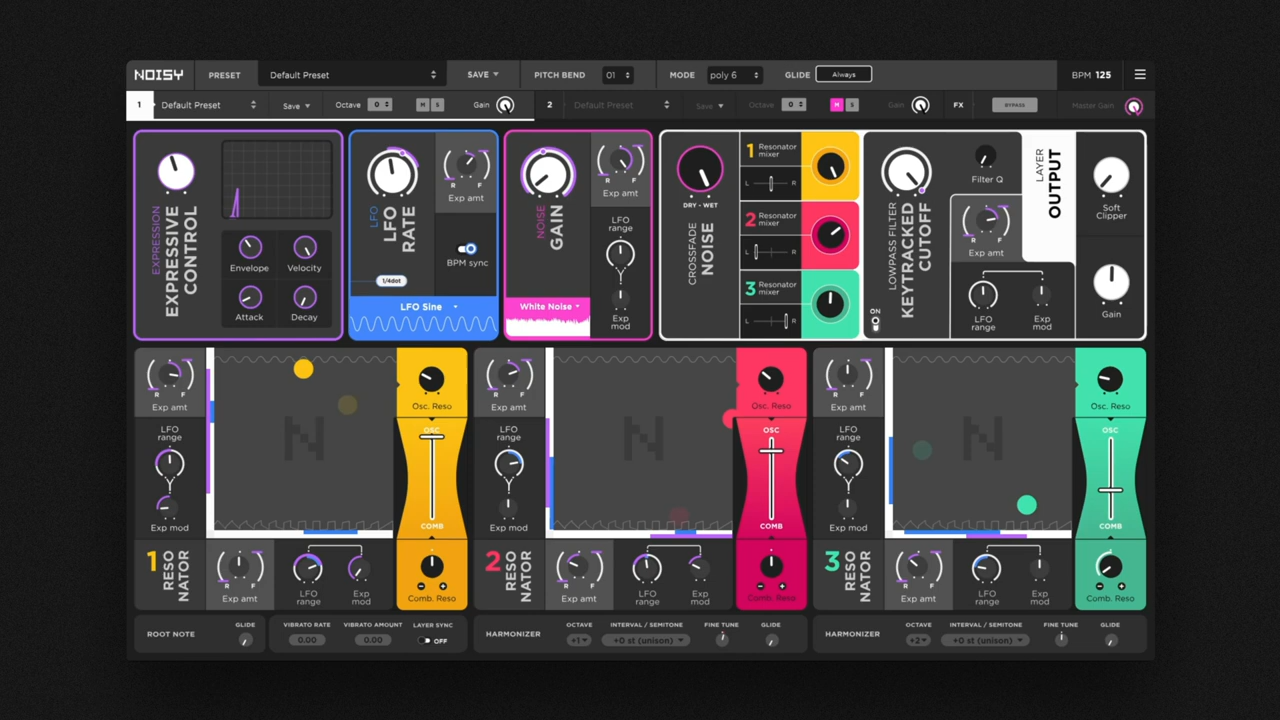 NOISY PRESET Default Preset SAVE PITCH BEND 01 MODE poly 6 GLIDE Always BPM 125
1 Default Preset Save Octave 0 M S Gain 2 Default Preset Save Octave 0 M S Gain FX BYPASS Master Gain
EXPRESSION
EXPRESSIVE
CONTROL
Envelope Velocity
Attack Decay
LFO
LFO
RATE
R F
Exp amt
BPM sync
1/4dot
LFO Sine
NOISE
GAIN
R F
Exp amt
LFO
range
Exp
mod
White Noise
DRY - WET
CROSSFADE
NOISE
1 Resonator
mixer
L R
2 Resonator
mixer
L R
3 Resonator
mixer
L R
LOWPASS FILTER
KEYTRACKED
CUTOFF
ON
Filter Q
R F
Exp amt
LFO
range
Exp
mod
LAYER
OUTPUT
Soft
Clipper
Gain
R F
Exp amt
LFO
range
Exp mod
N
Osc. Reso
OSC
COMB
Comb. Reso
1 RESO
NATOR
R F
Exp amt
LFO
range
Exp
mod
R F
Exp amt
LFO
range
Exp mod
N
Osc. Reso
OSC
COMB
Comb. Reso
2 RESO
NATOR
R F
Exp amt
LFO
range
Exp
mod
R F
Exp amt
LFO
range
Exp mod
N
Osc. Reso
OSC
COMB
Comb. Reso
3 RESO
NATOR
R F
Exp amt
LFO
range
Exp
mod
ROOT NOTE GLIDE
VIBRATO RATE VIBRATO AMOUNT LAYER SYNC
0.00 0.00 OFF
HARMONIZER OCTAVE INTERVAL / SEMITONE FINE TUNE GLIDE
+1 +0 st (unison)
HARMONIZER OCTAVE INTERVAL / SEMITONE FINE TUNE GLIDE
+2 +0 st (unison)